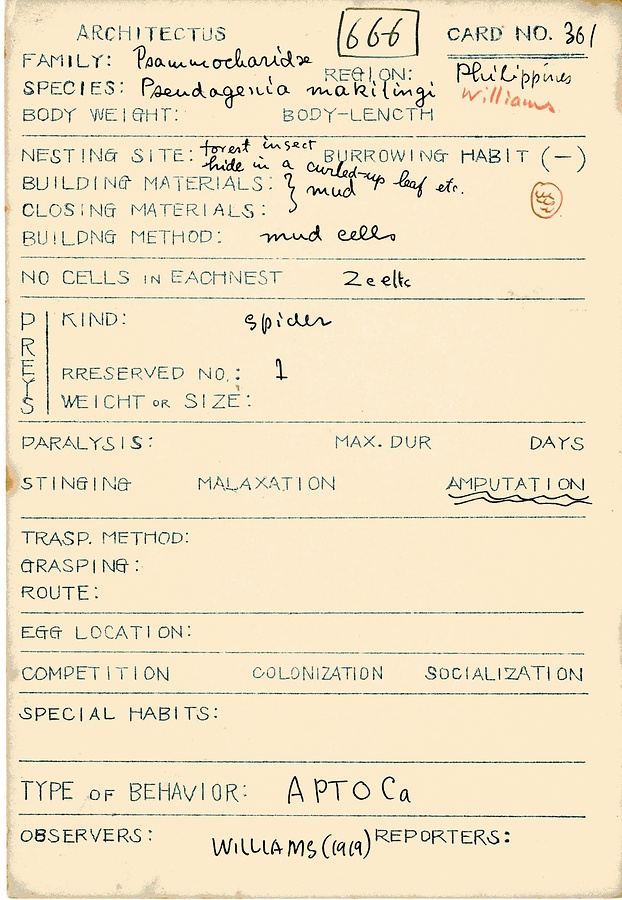 ARCHITECTUS 666 CARD NO. 361
FAMILY: Psammocharidae
REGION: Philippines
SPECIES: Pseudagenia makilingi Williams
BODY WEIGHT: BODY-LENGTH
NESTING SITE: forest insect BURROWING HABIT (—)
hide in a curled-up leaf etc.
BUILDING MATERIALS: } mud
CLOSING MATERIALS:
BUILDNG METHOD: mud cells
NO CELLS IN EACHNEST 2 cells
PREYS
KIND: spider
RRESERVED NO.: 1
WEICHT OR SIZE:
PARALYSIS: MAX. DUR DAYS
STINGING MALAXATION AMPUTATION
TRASP. METHOD:
GRASPING:
ROUTE:
EGG LOCATION:
COMPETITION COLONIZATION SOCIALIZATION
SPECIAL HABITS:
TYPE OF BEHAVIOR: APTOCa
OBSERVERS: WILLIAMS (1919) REPORTERS: